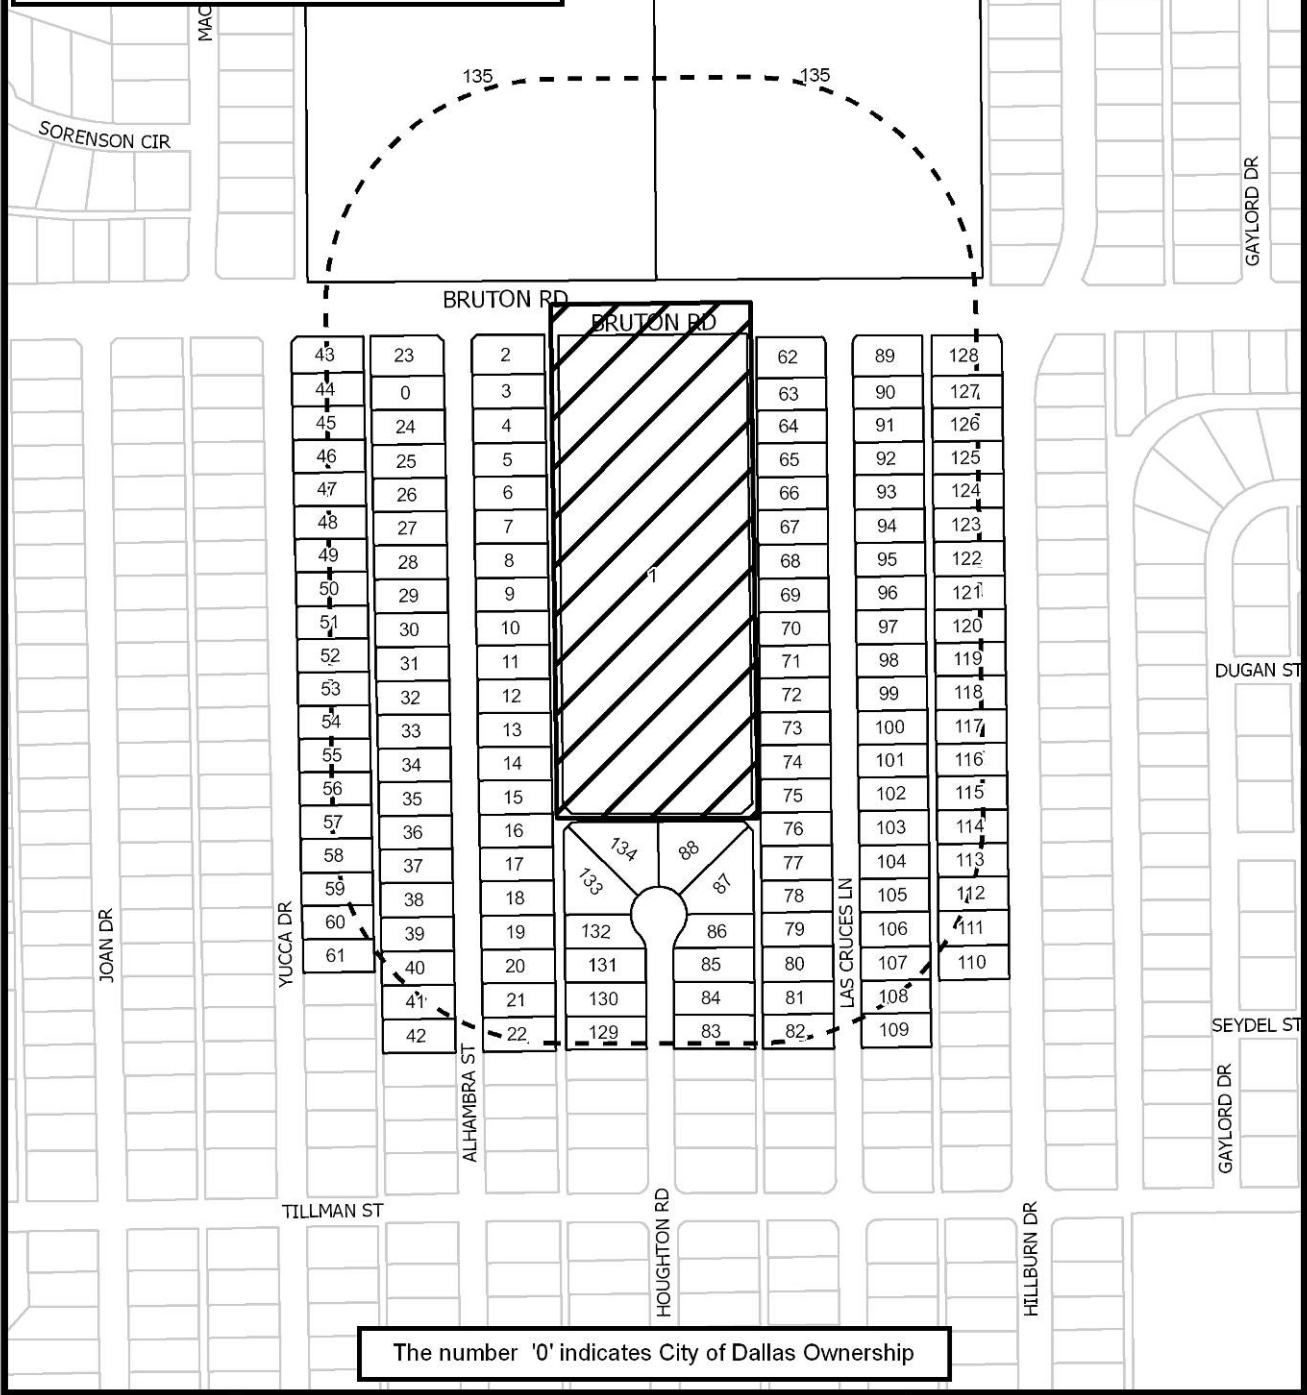 MAC
135
135
SORENSON CIR
GAYLORD DR
BRUTON RD
BRUTON RD
43 23 2 62 89 128
44 0 3 63 90 127
45 24 4 64 91 126
46 25 5 65 92 125
47 26 6 66 93 124
48 27 7 67 94 123
49 28 8 68 95 122
1
50 29 9 69 96 121
51 30 10 70 97 120
52 31 11 71 98 119
DUGAN ST
53 32 12 72 99 118
54 33 13 73 100 117
55 34 14 74 101 116
56 35 15 75 102 115
57 36 16 76 103 114
134 88
58 37 17 77 104 113
133 87
59 38 18 78 105 112
60 39 19 132 86 79 106 111
61 40 20 131 85 80 107 110
41 21 130 84 81 108
42 22 129 83 82 109
JOAN DR
YUCCA DR
LAS CRUCES LN
SEYDEL ST
ALHAMBRA ST
GAYLORD DR
TILLMAN ST
HOUGHTON RD
HILLBURN DR
The number '0' indicates City of Dallas Ownership